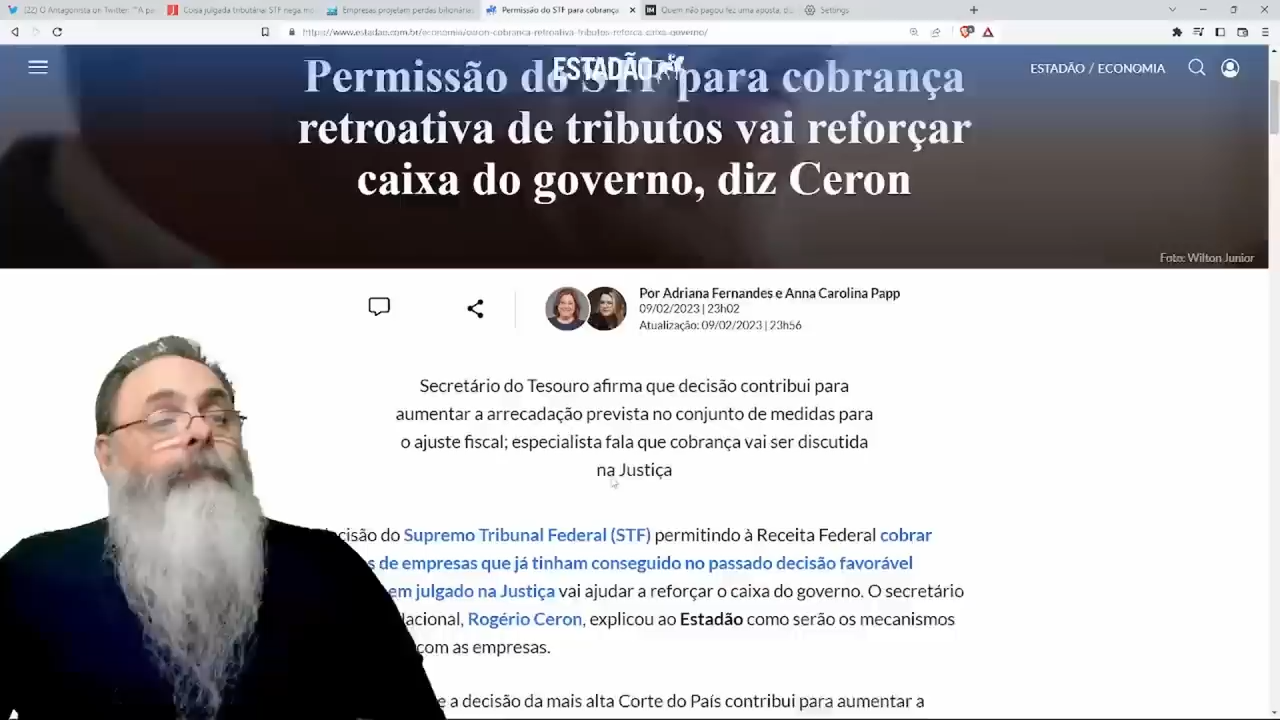 (22) O Antagonista on Twitter: "A pe
Coisa julgada tributária: STF nega mo
Empresas projetam perdas bilionária
Permissão do STF para cobrança
Quem não pagou fez uma aposta, di
Settings
https://www.estadao.com.br/economia/ceron-cobranca-retroativa-tributos-reforca-caixa-governo/
ESTADÃO
ESTADÃO / ECONOMIA
Permissão do STF para cobrança
retroativa de tributos vai reforçar
caixa do governo, diz Ceron
Foto: Wilton Junior
Por Adriana Fernandes e Anna Carolina Papp
09/02/2023 | 23h02
Atualização: 09/02/2023 | 23h56
Secretário do Tesouro afirma que decisão contribui para
aumentar a arrecadação prevista no conjunto de medidas para
o ajuste fiscal; especialista fala que cobrança vai ser discutida
na Justiça
cisão do Supremo Tribunal Federal (STF) permitindo à Receita Federal cobrar
s de empresas que já tinham conseguido no passado decisão favorável
em julgado na Justiça vai ajudar a reforçar o caixa do governo. O secretário
acional, Rogério Ceron, explicou ao Estadão como serão os mecanismos
com as empresas.
e a decisão da mais alta Corte do País contribui para aumentar a